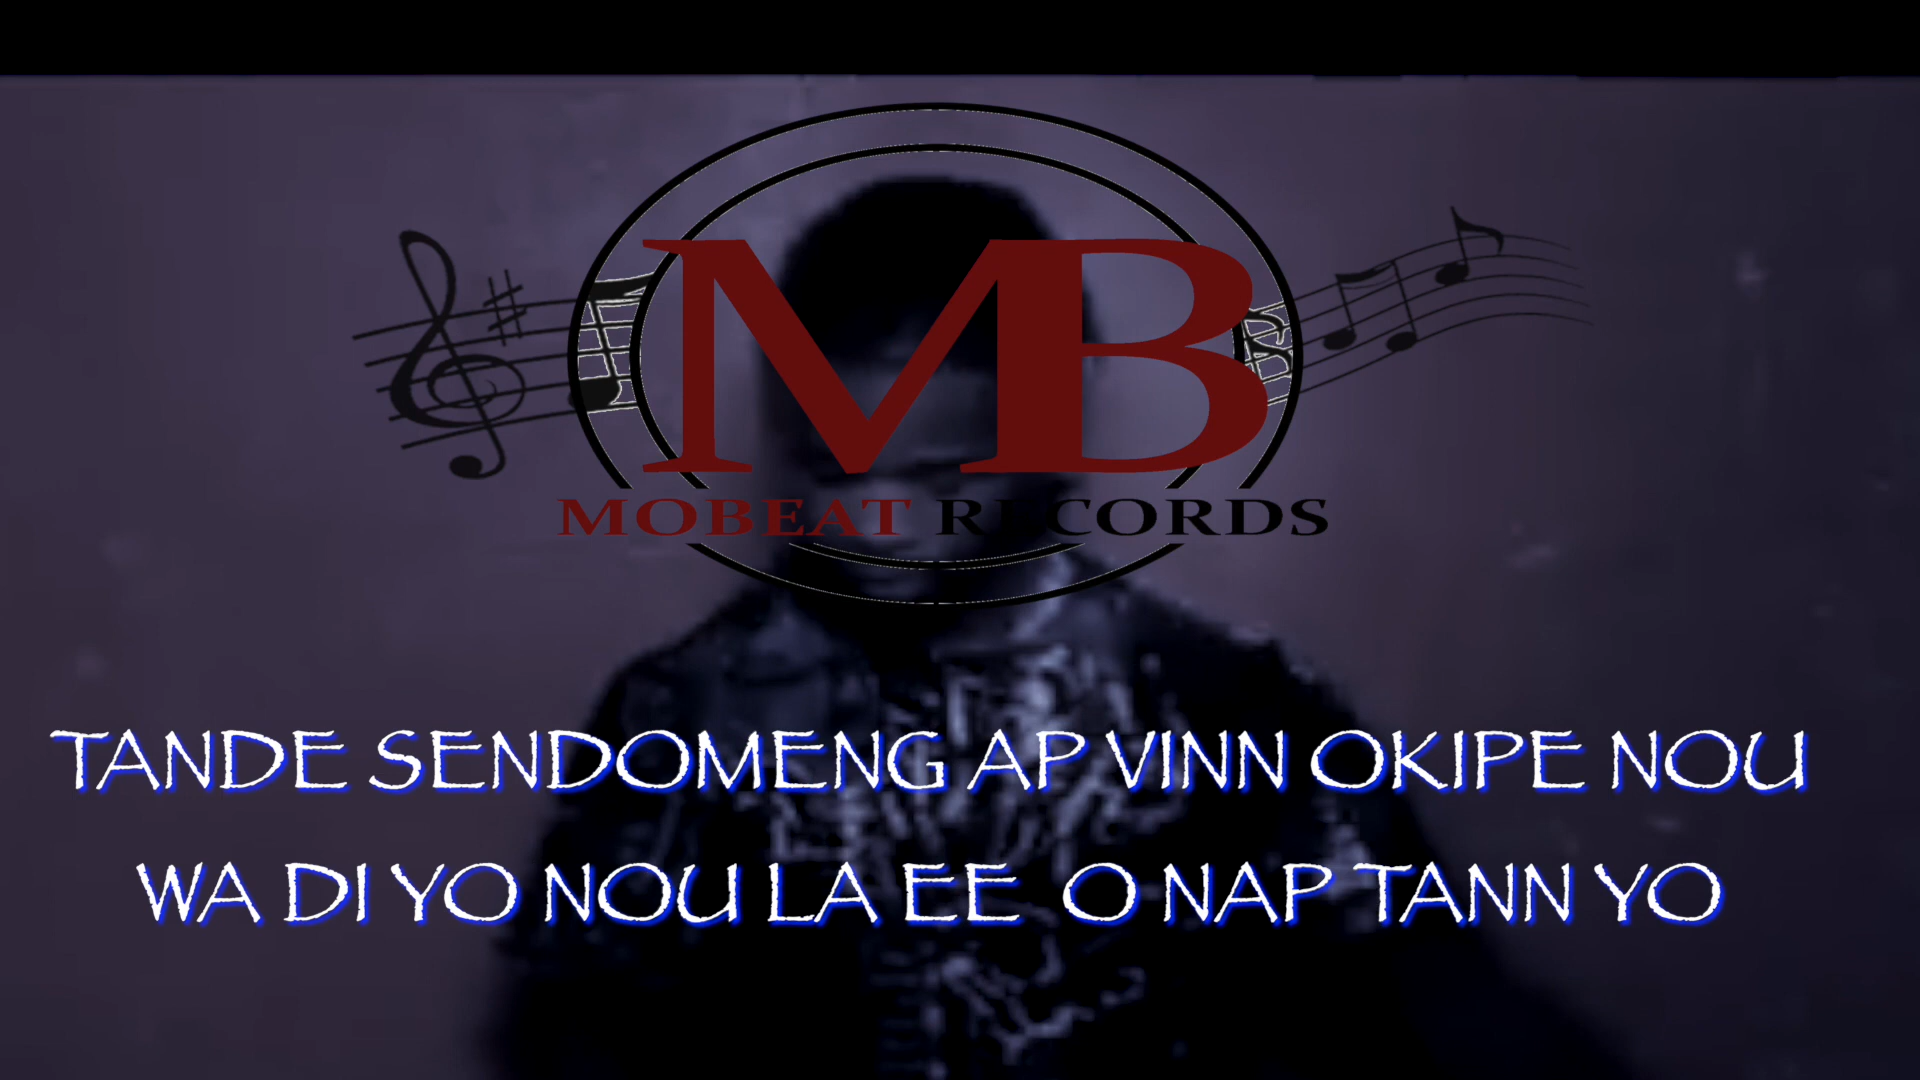 MB
MOBEAT RECORDS
TANDE SENDOMENG AP VINN OKIPE NOU
WA DI YO NOU LA EE O NAP TANN YO